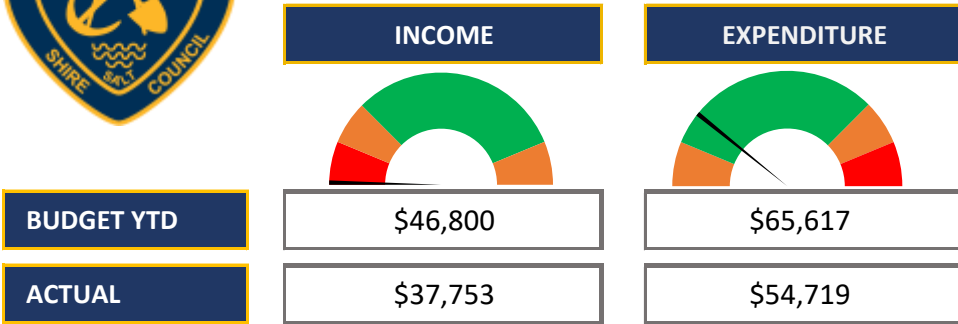 SHIRE SALT COUNCIL
INCOME EXPENDITURE
BUDGET YTD $46,800 $65,617
ACTUAL $37,753 $54,719